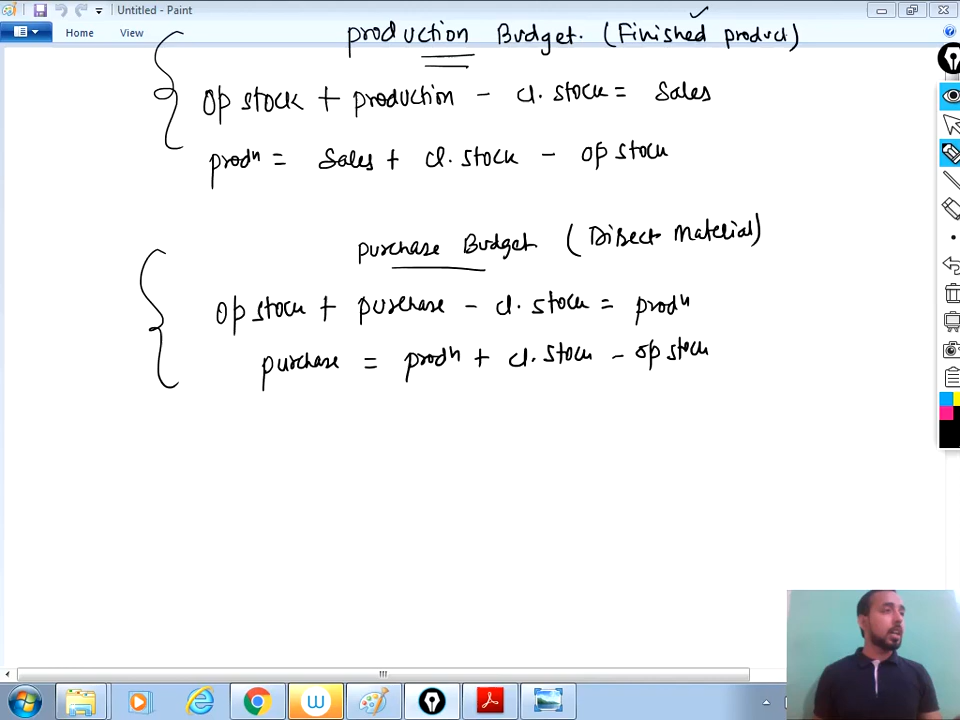 Untitled - Paint
Home View
production Budget. (Finished product)
op stock + production - cl. stock = Sales
prodn = Sales + cl. stock - op stock
purchase Budget (Direct Material)
op stock + purchase - cl. stock = prodn
purchase = prodn + cl. stock - op stock
W